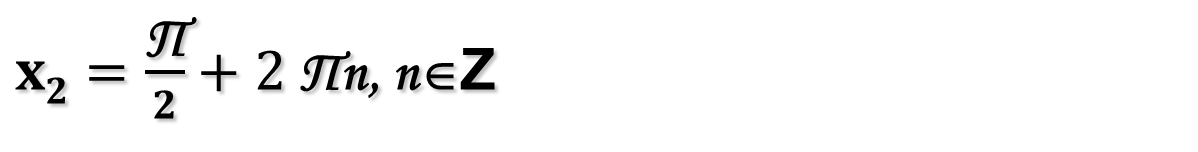 x₂ = π/2 + 2 πn, n∈Z